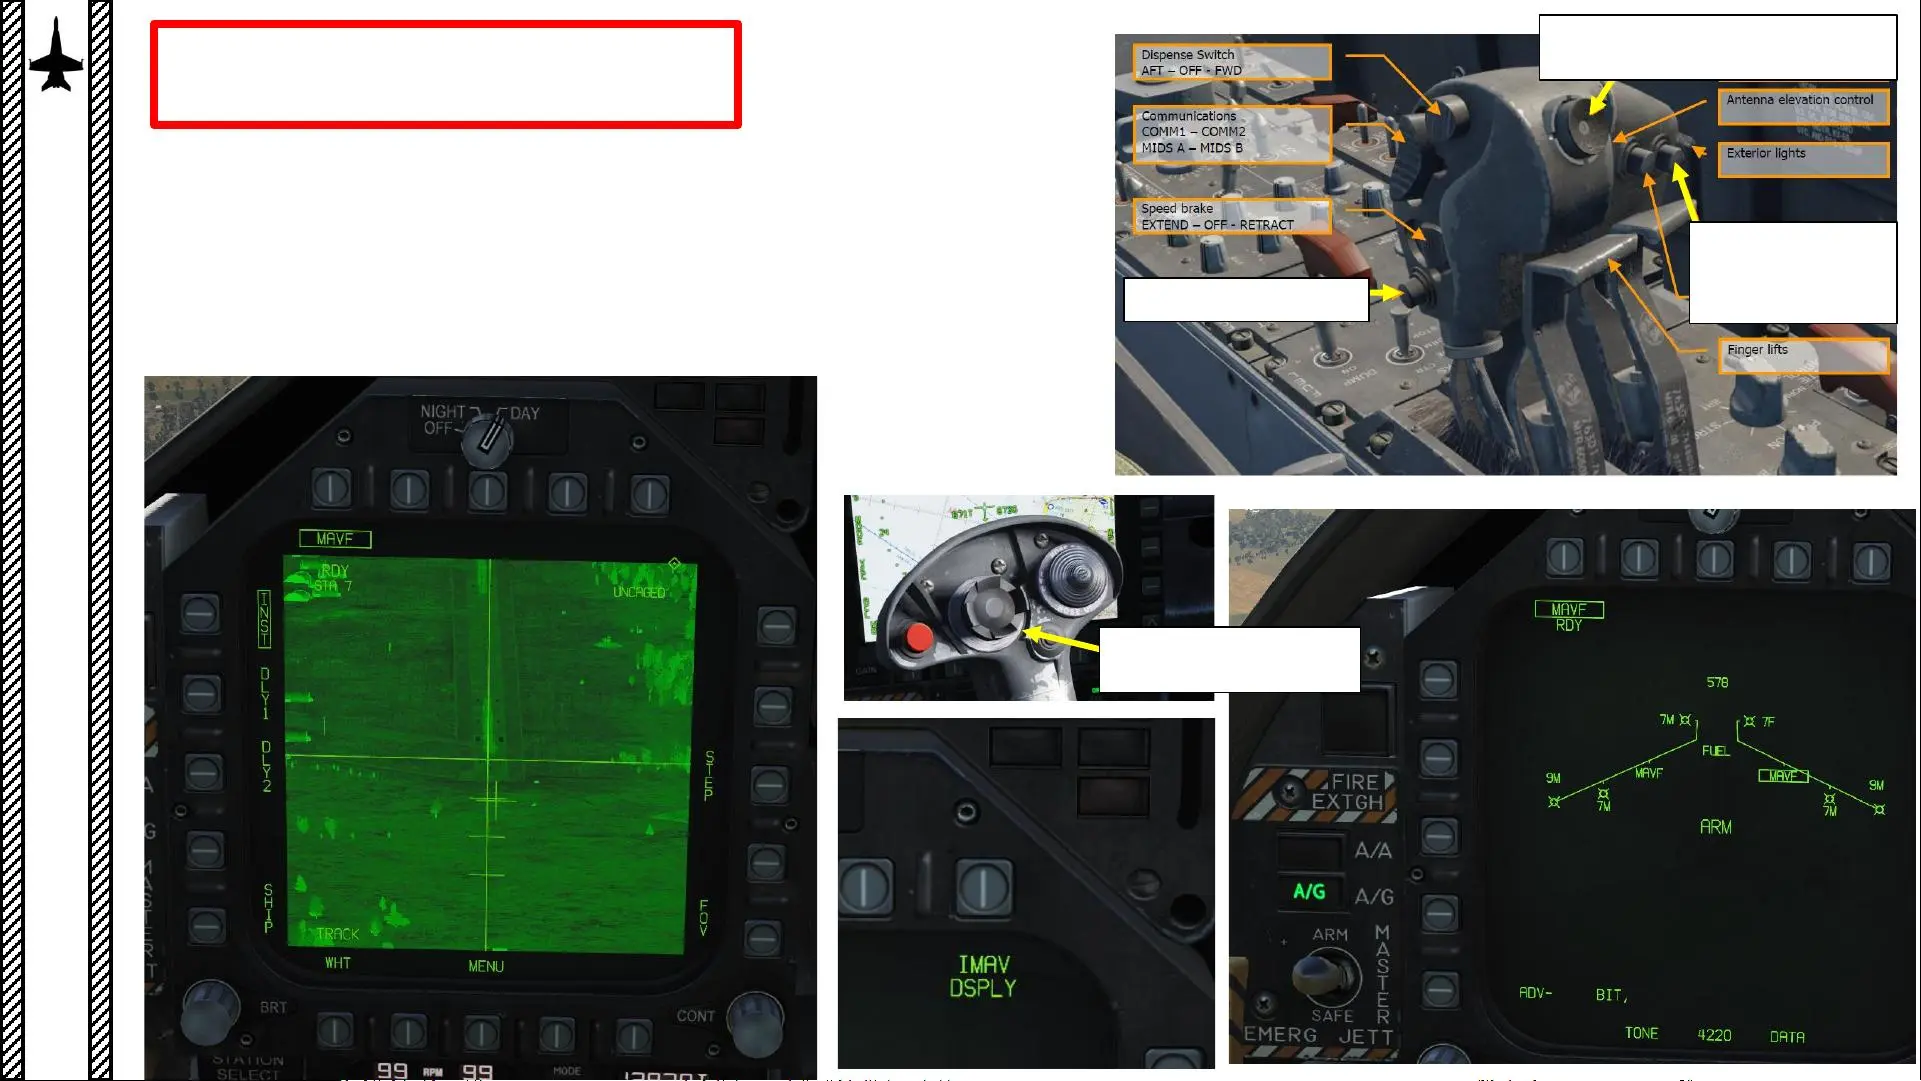 Dispense Switch
AFT – OFF - FWD
Communications
COMM1 – COMM2
MIDS A – MIDS B
Speed brake
EXTEND – OFF - RETRACT
Antenna elevation control
Exterior lights
Finger lifts
NIGHT
DAY
OFF
MAVF
RDY
STA 7
UNCAGED
INST
DLY1
DLY2
SHIP
STEP
FOV
TRACK
WHT
MENU
BRT
CONT
STATION
SELECT
99 RPM 99
MODE
IMAV
DSPLY
MAVF
RDY
578
7M
7F
FUEL
9M
MAVF
MAVF
9M
7M
7M
ARM
FIRE
EXTGH
A/A
A/G
A/G
MASTER
ARM
SAFE
EMERG JETT
ADV-
BIT,
TONE
4220
DATA